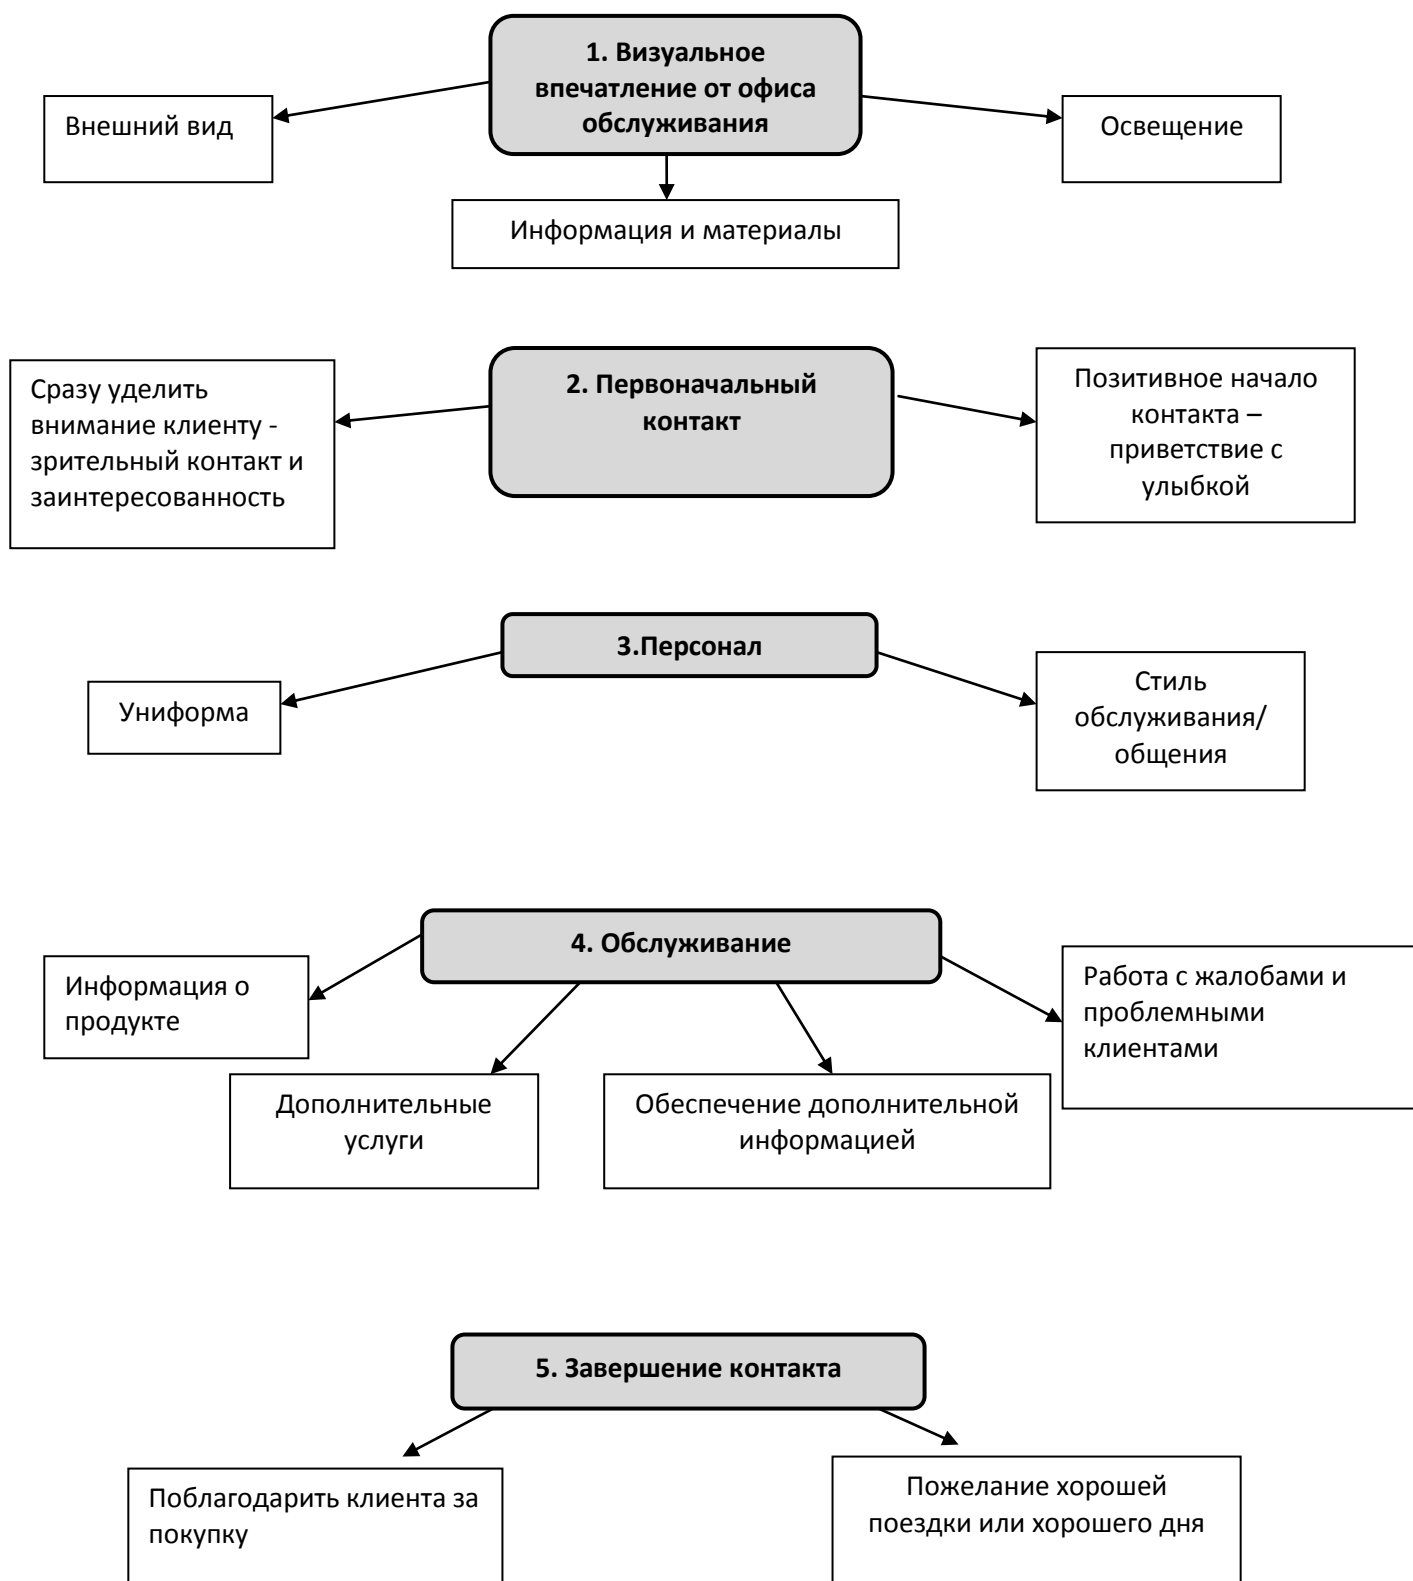 1. Визуальное
впечатление от офиса
обслуживания
Внешний вид
Освещение
Информация и материалы
2. Первоначальный
контакт
Сразу уделить
внимание клиенту -
зрительный контакт и
заинтересованность
Позитивное начало
контакта –
приветствие с
улыбкой
3.Персонал
Униформа
Стиль
обслуживания/
общения
4. Обслуживание
Информация о
продукте
Дополнительные
услуги
Обеспечение дополнительной
информацией
Работа с жалобами и
проблемными
клиентами
5. Завершение контакта
Поблагодарить клиента за
покупку
Пожелание хорошей
поездки или хорошего дня